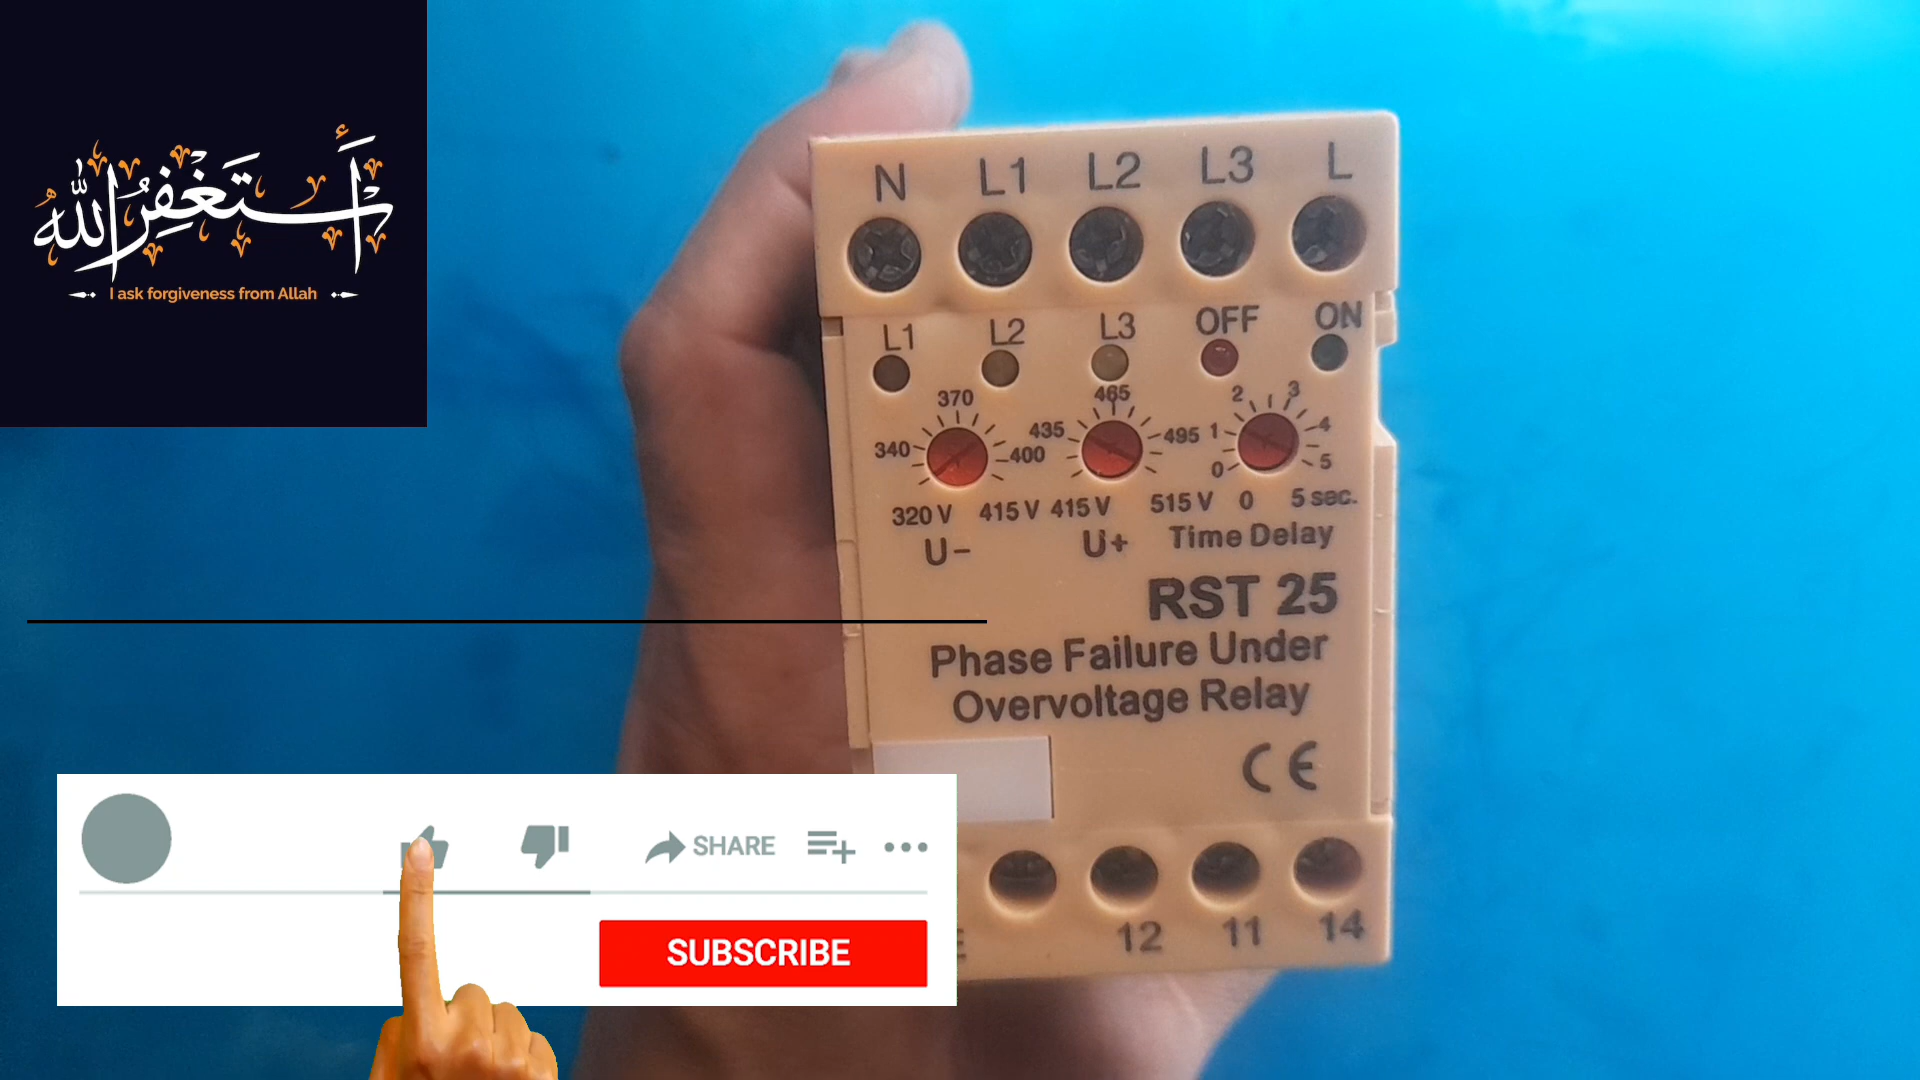 أَسْتَغْفِرُ اللَّه
I ask forgiveness from Allah
N L1 L2 L3 L
L1 L2 L3 OFF ON
370 465 2 3
340 400 435 495 1 4
0 5
320 V 415 V 415 V 515 V 0 5 sec.
U- U+ Time Delay
RST 25
Phase Failure Under
Overvoltage Relay
CE
12 11 14
SHARE
SUBSCRIBE